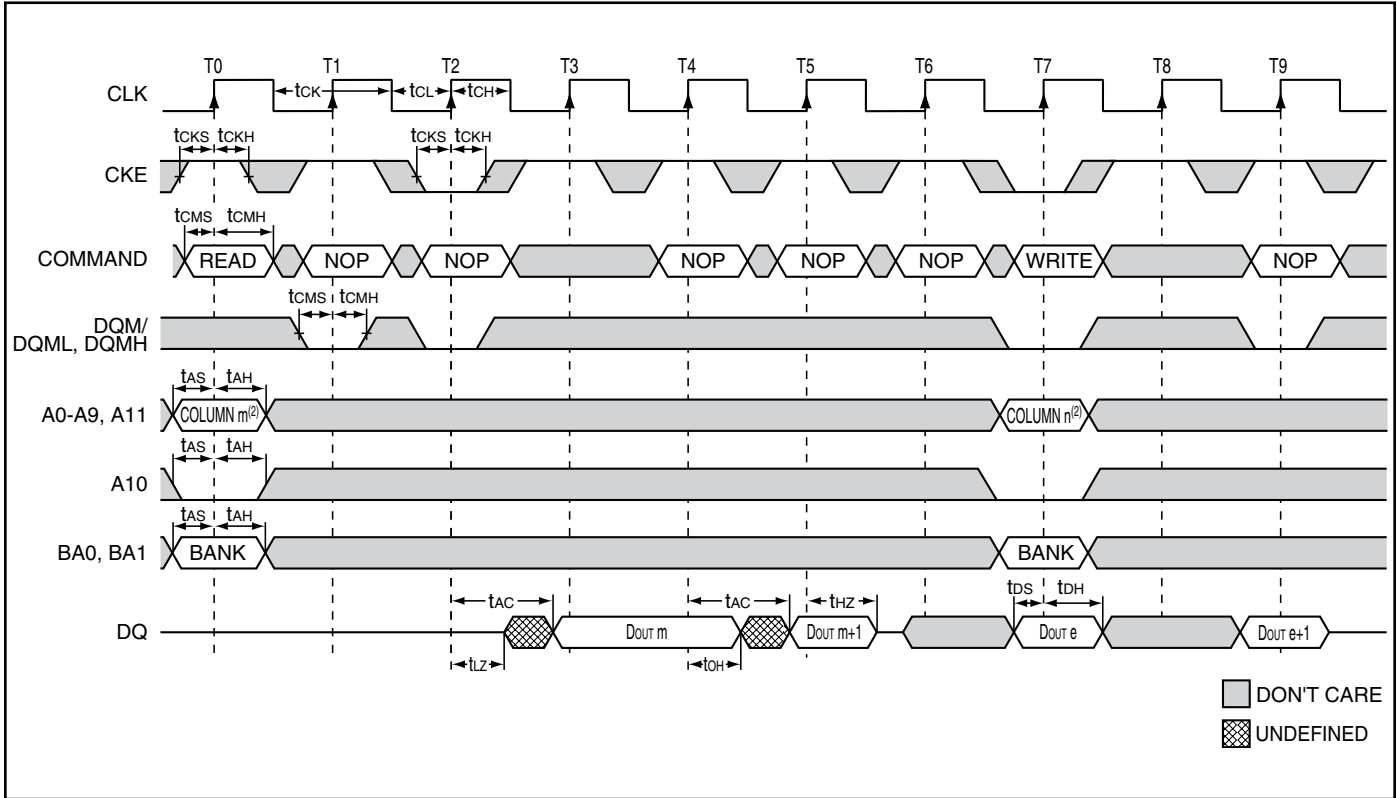 T0 T1 T2 T3 T4 T5 T6 T7 T8 T9
CLK tCK tCL tCH
tCKS tCKH tCKS tCKH
CKE
tCMS tCMH
COMMAND READ NOP NOP NOP NOP NOP WRITE NOP
tCMS tCMH
DQM/
DQML, DQMH
tAS tAH
A0-A9, A11 COLUMN m(2) COLUMN n(2)
tAS tAH
A10
tAS tAH
BA0, BA1 BANK BANK
tAC tAC tHZ tDS tDH
DQ DOUT m DOUT m+1 DOUT e DOUT e+1
tLZ tOH
DON'T CARE
UNDEFINED